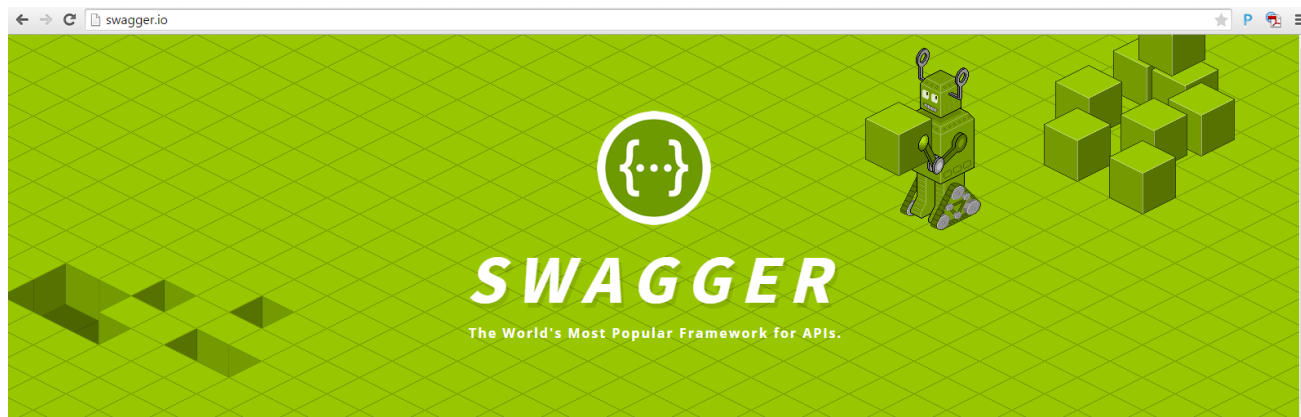 swagger.io
P
{...}
SWAGGER
The World's Most Popular Framework for APIs.